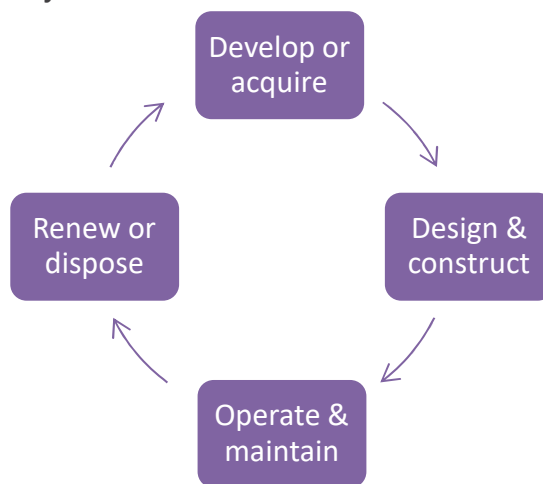 Develop or
acquire
Design &
construct
Operate &
maintain
Renew or
dispose